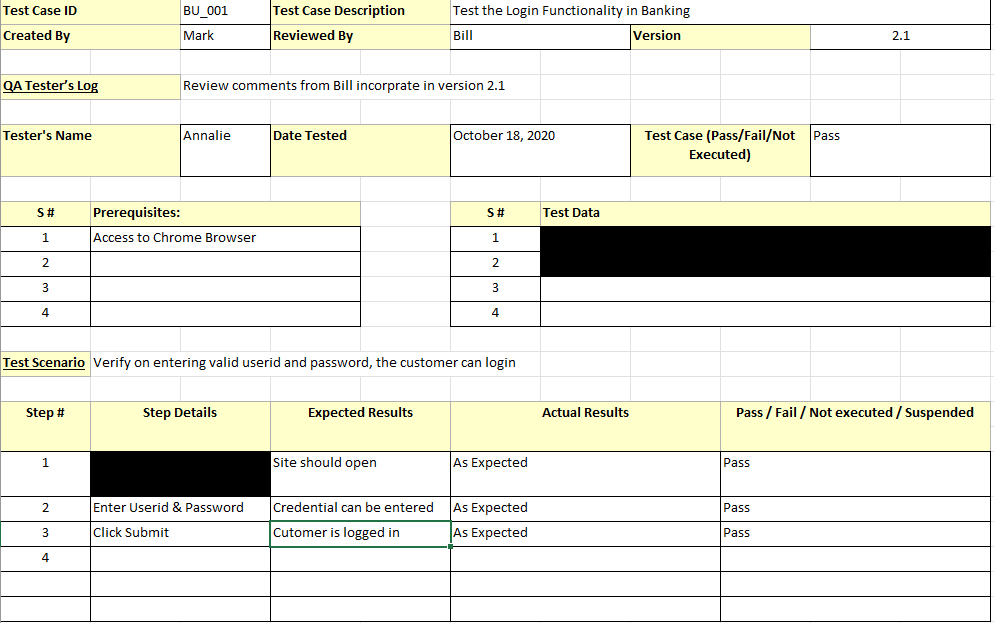 Test Case ID BU_001 Test Case Description Test the Login Functionality in Banking
Created By Mark Reviewed By Bill Version 2.1
QA Tester's Log Review comments from Bill incorprate in version 2.1
Tester's Name Annalie Date Tested October 18, 2020 Test Case (Pass/Fail/Not Pass
Executed)
S # Prerequisites: S # Test Data
1 Access to Chrome Browser 1
2 2
3 3
4 4
Test Scenario Verify on entering valid userid and password, the customer can login
Step # Step Details Expected Results Actual Results Pass / Fail / Not executed / Suspended
1 Site should open As Expected Pass
2 Enter Userid & Password Credential can be entered As Expected Pass
3 Click Submit Cutomer is logged in As Expected Pass
4